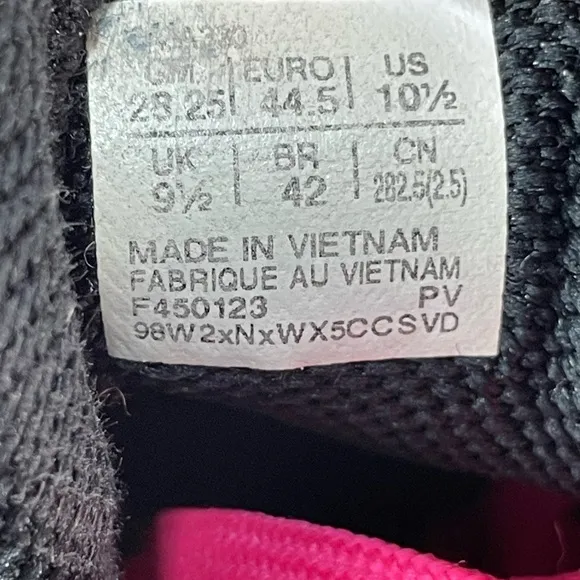 CM | EURO | US
28.25 | 44.5 | 10½
UK | BR | CN
9½ | 42 | 282.5(2.5)
MADE IN VIETNAM
FABRIQUE AU VIETNAM
F450123 PV
98W2xNxWX5CCSVD